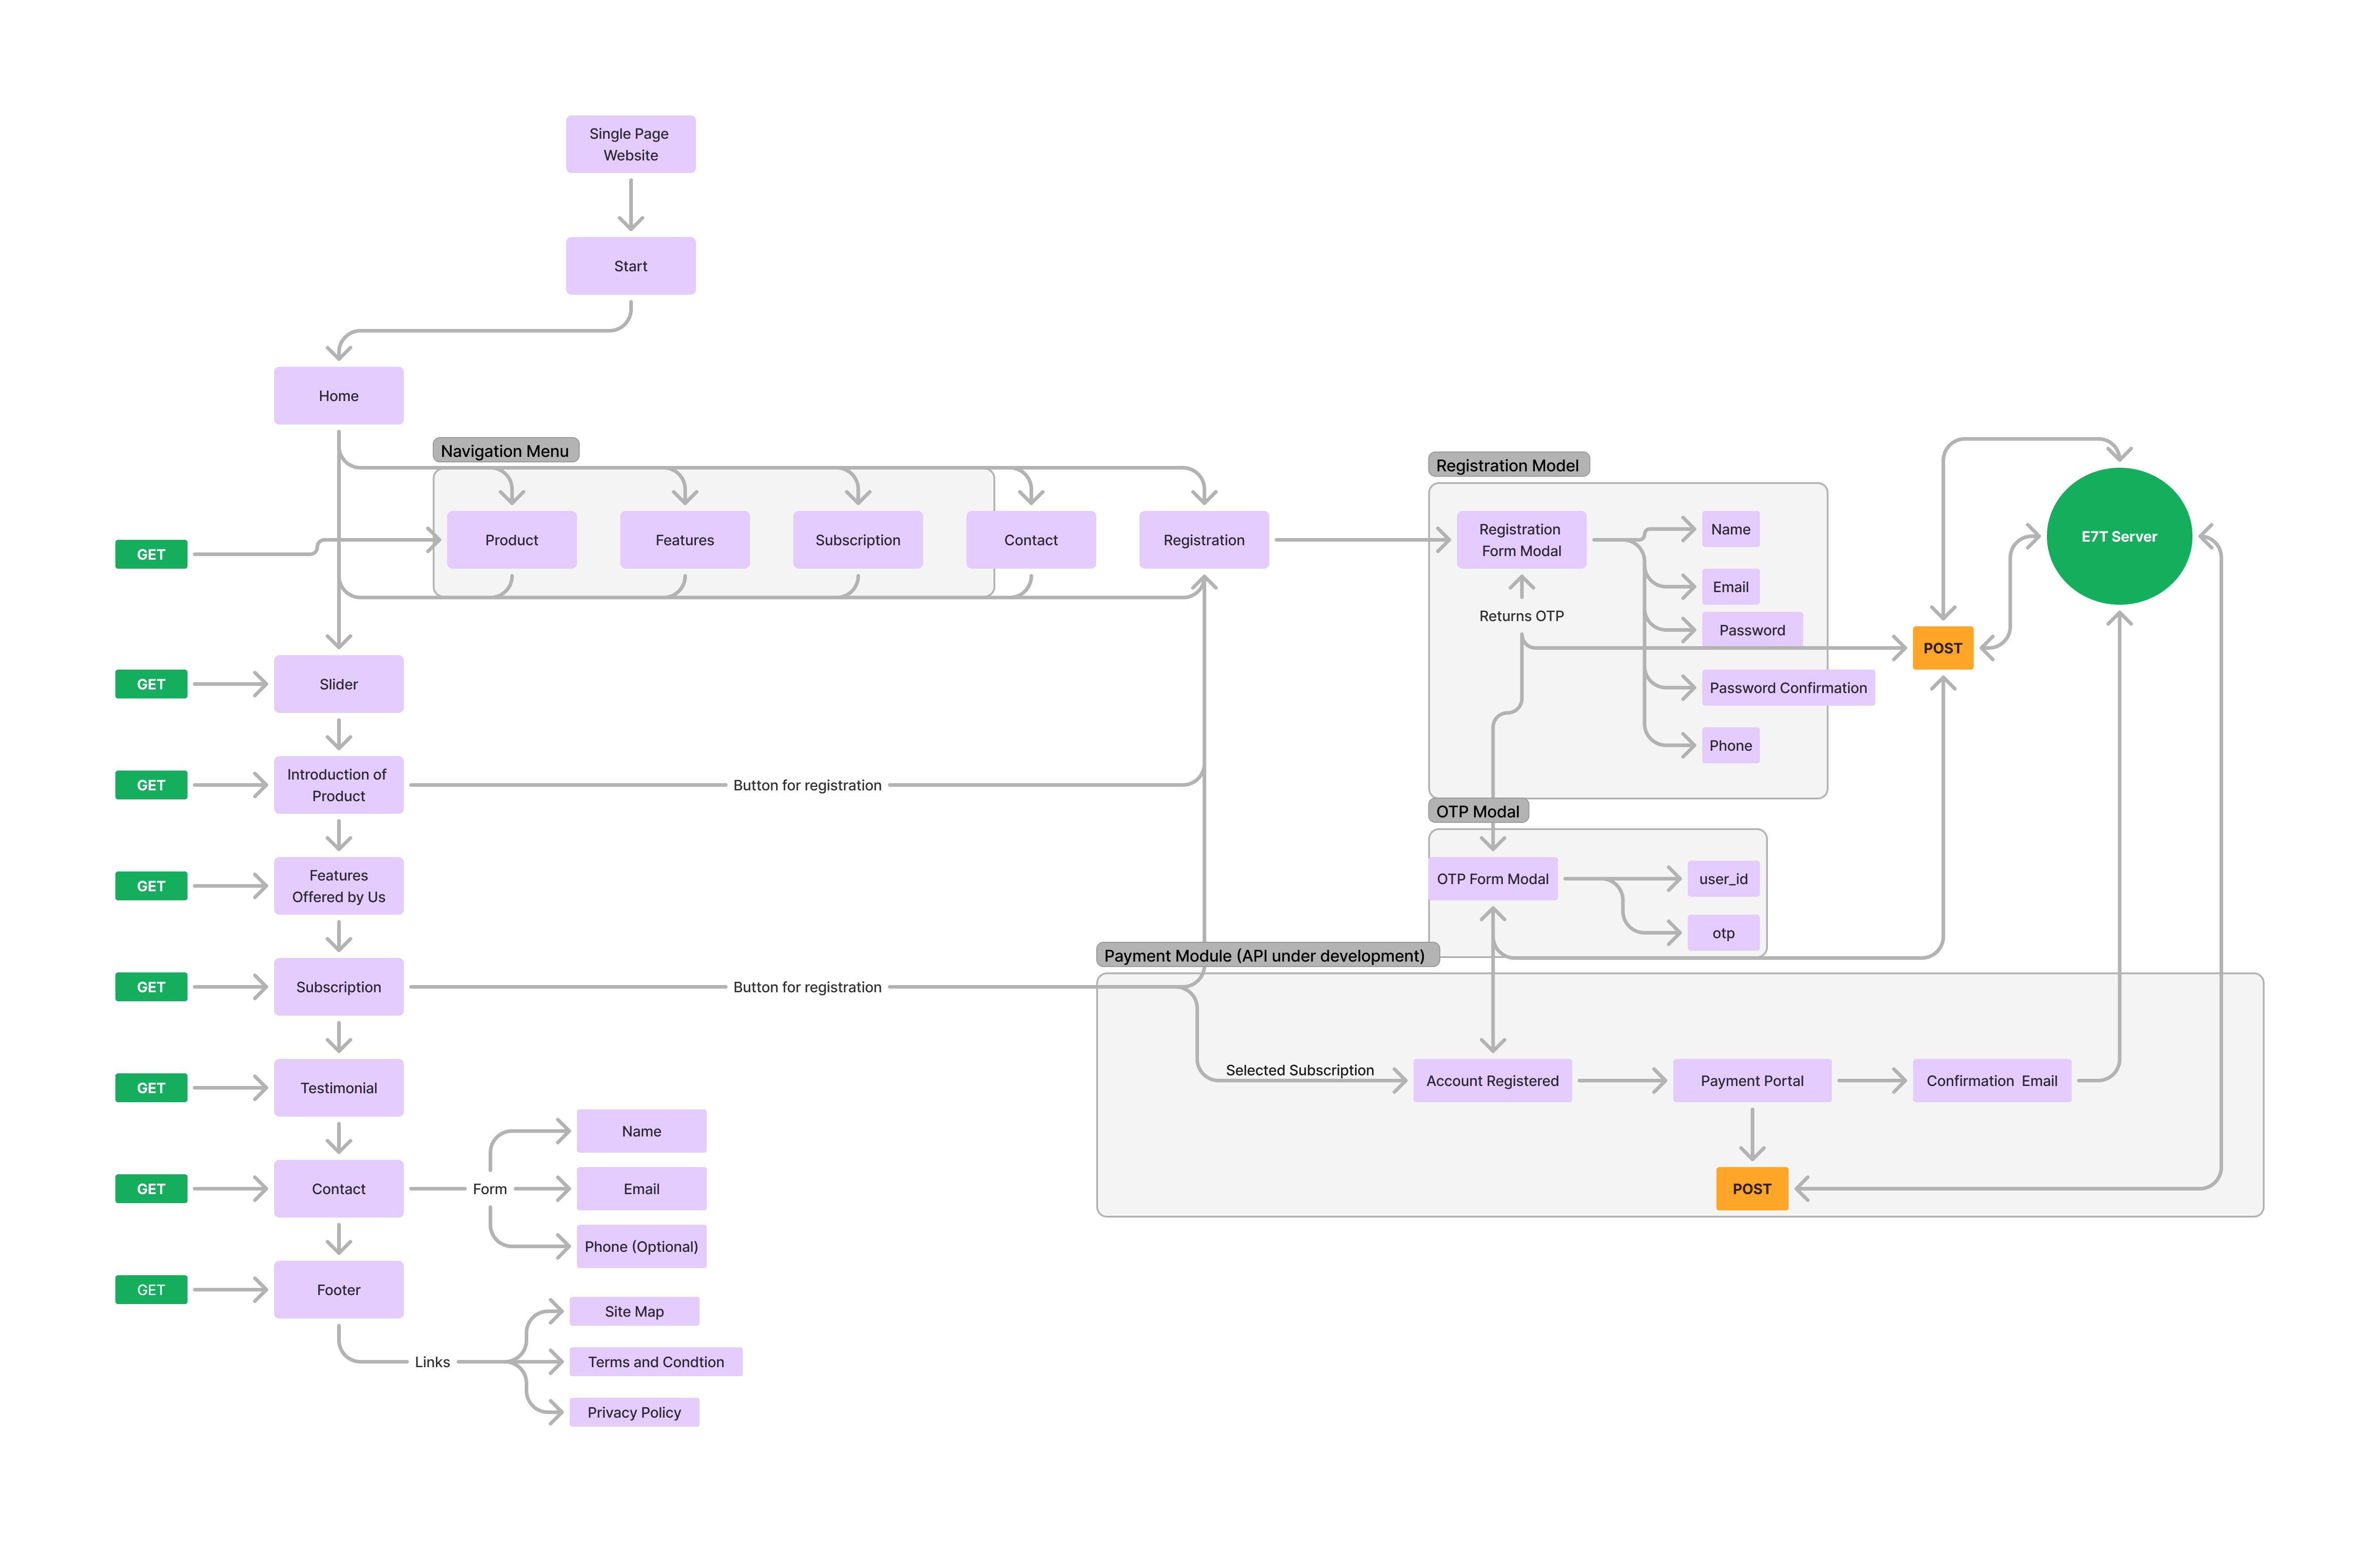 Single Page
Website
Start
Home
Navigation Menu
Product
Features
Subscription
Contact
Registration
GET
Registration Model
Registration
Form Modal
Name
Email
Password
Password Confirmation
Phone
Returns OTP
POST
E7T Server
GET
Slider
GET
Introduction of
Product
Button for registration
GET
Features
Offered by Us
OTP Modal
OTP Form Modal
user_id
otp
GET
Subscription
Button for registration
Payment Module (API under development)
Selected Subscription
Account Registered
Payment Portal
Confirmation Email
POST
GET
Testimonial
GET
Contact
Form
Name
Email
Phone (Optional)
GET
Footer
Links
Site Map
Terms and Condtion
Privacy Policy